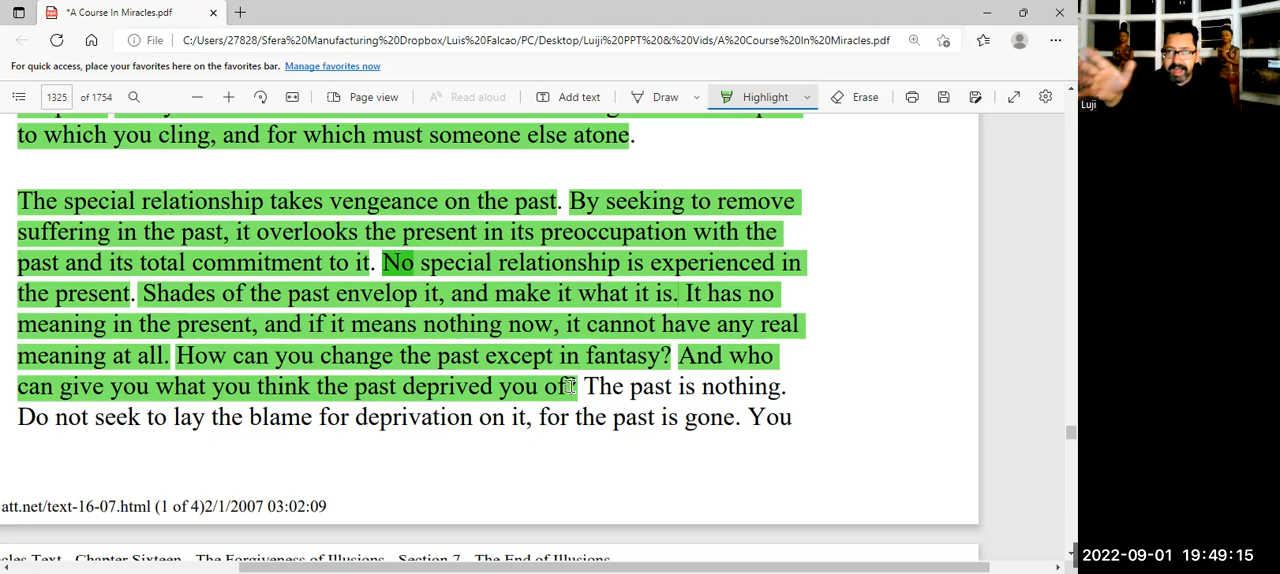 *A Course In Miracles.pdf
File C:/Users/27828/Sfera%20Manufacturing%20Dropbox/Luis%20Falcao/PC/Desktop/Luiji%20PPT%20&%20Vids/A%20Course%20In%20Miracles.pdf
For quick access, place your favorites here on the favorites bar. Manage favorites now
1325 of 1754 Page view Read aloud Add text Draw Highlight Erase
Luji
to which you cling, and for which must someone else atone.
The special relationship takes vengeance on the past. By seeking to remove
suffering in the past, it overlooks the present in its preoccupation with the
past and its total commitment to it. No special relationship is experienced in
the present. Shades of the past envelop it, and make it what it is. It has no
meaning in the present, and if it means nothing now, it cannot have any real
meaning at all. How can you change the past except in fantasy? And who
can give you what you think the past deprived you of? The past is nothing.
Do not seek to lay the blame for deprivation on it, for the past is gone. You
att.net/text-16-07.html (1 of 4)2/1/2007 03:02:09
cles Text - Chapter Sixteen - The Forgiveness of Illusions - Section 7 - The End of Illusions
2022-09-01 19:49:15